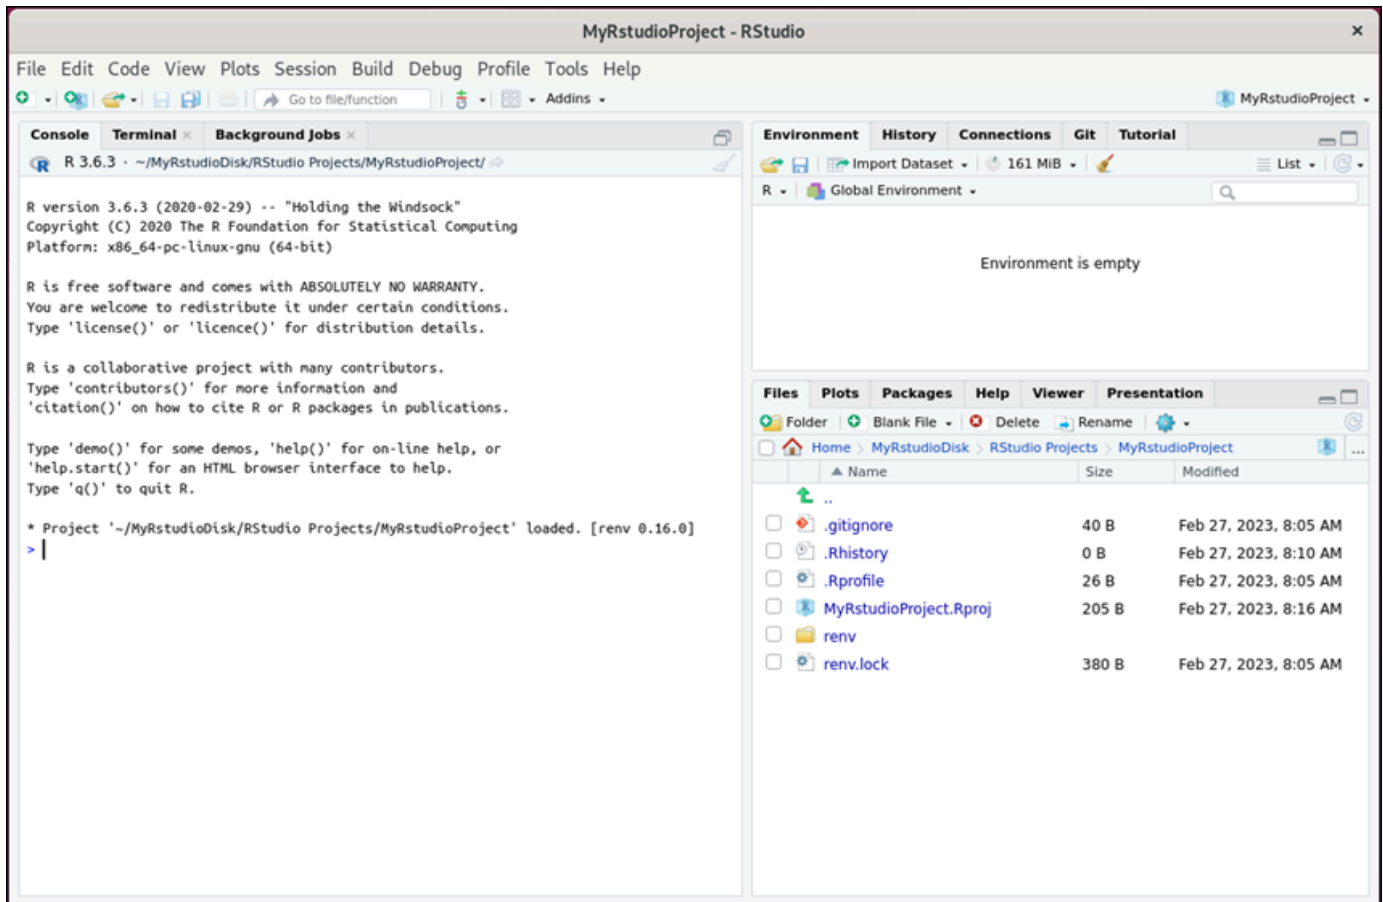 MyRstudioProject - RStudio
File Edit Code View Plots Session Build Debug Profile Tools Help
Go to file/function Addins MyRstudioProject
Console Terminal Background Jobs
R 3.6.3 · ~/MyRstudioDisk/RStudio Projects/MyRstudioProject/
R version 3.6.3 (2020-02-29) -- "Holding the Windsock"
Copyright (C) 2020 The R Foundation for Statistical Computing
Platform: x86_64-pc-linux-gnu (64-bit)
R is free software and comes with ABSOLUTELY NO WARRANTY.
You are welcome to redistribute it under certain conditions.
Type 'license()' or 'licence()' for distribution details.
R is a collaborative project with many contributors.
Type 'contributors()' for more information and
'citation()' on how to cite R or R packages in publications.
Type 'demo()' for some demos, 'help()' for on-line help, or
'help.start()' for an HTML browser interface to help.
Type 'q()' to quit R.
* Project '~/MyRstudioDisk/RStudio Projects/MyRstudioProject' loaded. [renv 0.16.0]
>
Environment History Connections Git Tutorial
Import Dataset 161 MiB List
R Global Environment
Environment is empty
Files Plots Packages Help Viewer Presentation
Folder Blank File Delete Rename
Home MyRstudioDisk RStudio Projects MyRstudioProject ...
Name Size Modified
..
.gitignore 40 B Feb 27, 2023, 8:05 AM
.Rhistory 0 B Feb 27, 2023, 8:10 AM
.Rprofile 26 B Feb 27, 2023, 8:05 AM
MyRstudioProject.Rproj 205 B Feb 27, 2023, 8:16 AM
renv
renv.lock 380 B Feb 27, 2023, 8:05 AM